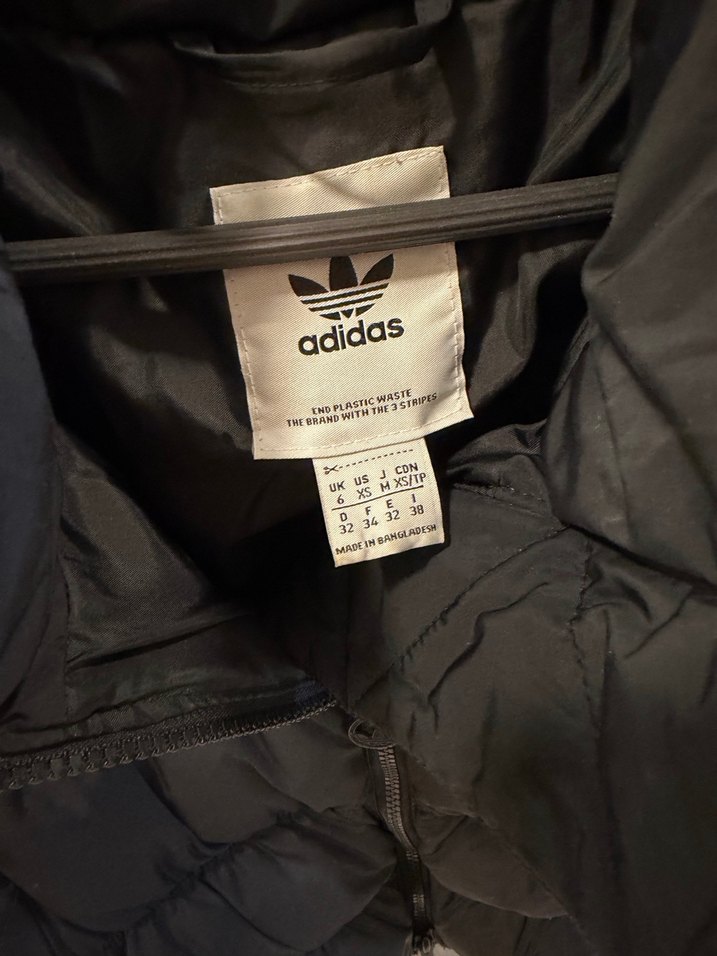 adidas
END PLASTIC WASTE
THE BRAND WITH THE 3 STRIPES
UK US J CDN
6 XS M XS/TP
D F E I
32 34 32 38
MADE IN BANGLADESH